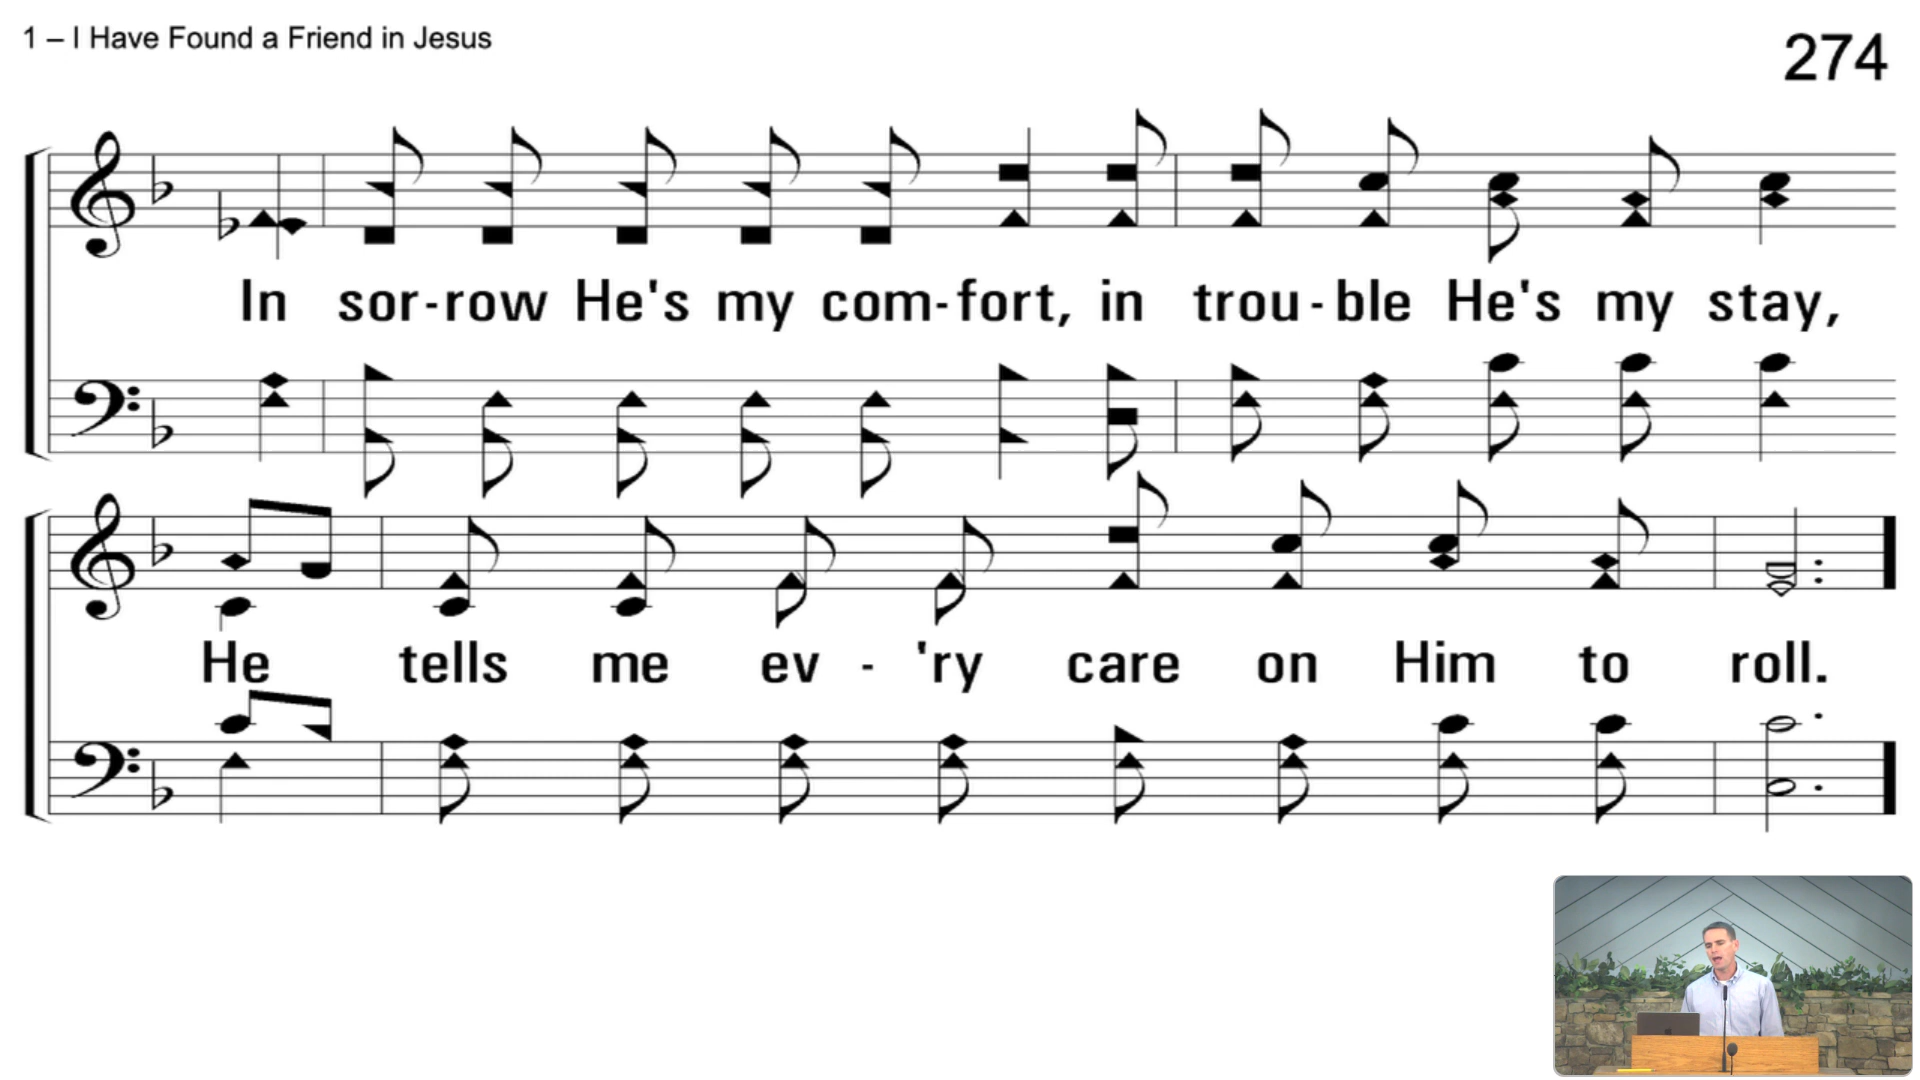 1 – I Have Found a Friend in Jesus
274
In sor-row He's my com-fort, in trou-ble He's my stay,
He tells me ev-'ry care on Him to roll.